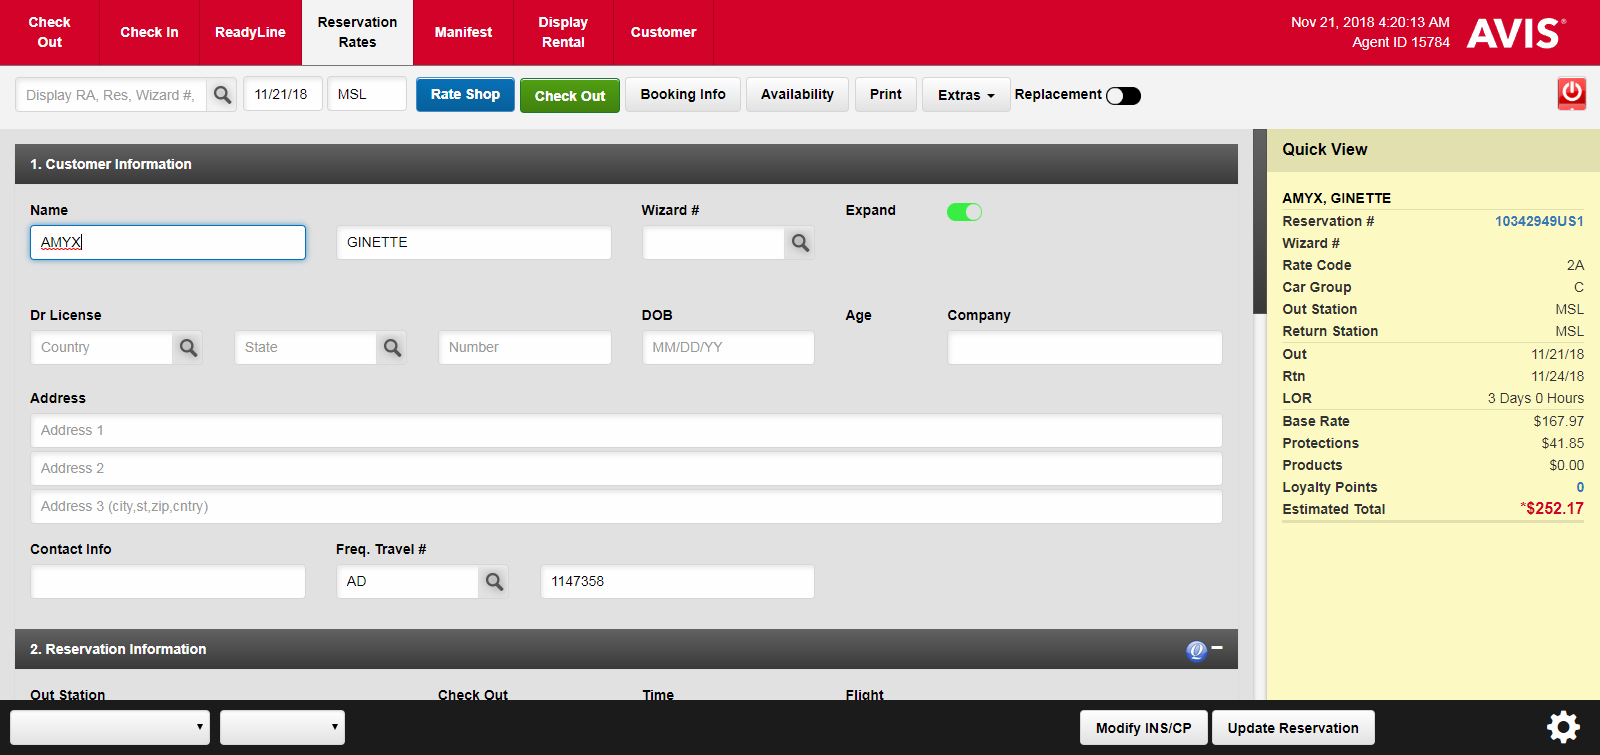 Check Out
Check In
ReadyLine
Reservation Rates
Manifest
Display Rental
Customer
Nov 21, 2018 4:20:13 AM
Agent ID 15784
AVIS
Display RA, Res, Wizard #,
11/21/18
MSL
Rate Shop
Check Out
Booking Info
Availability
Print
Extras
Replacement
1. Customer Information
Name
Wizard #
Expand
AMYX
GINETTE
Dr License
DOB
Age
Company
Country
State
Number
MM/DD/YY
Address
Address 1
Address 2
Address 3 (city,st,zip,cntry)
Contact Info
Freq. Travel #
AD
1147358
2. Reservation Information
Q
Out Station
Check Out
Time
Flight
Quick View
AMYX, GINETTE
Reservation # 10342949US1
Wizard #
Rate Code 2A
Car Group C
Out Station MSL
Return Station MSL
Out 11/21/18
Rtn 11/24/18
LOR 3 Days 0 Hours
Base Rate $167.97
Protections $41.85
Products $0.00
Loyalty Points 0
Estimated Total *$252.17
Modify INS/CP
Update Reservation